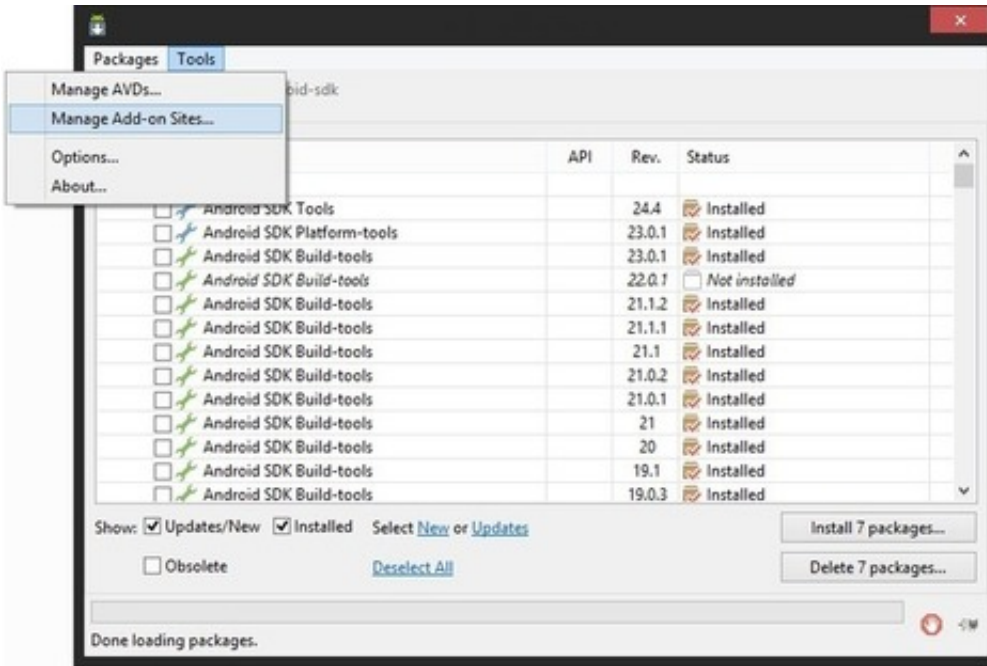 Packages Tools
Manage AVDs...
oid-sdk
Manage Add-on Sites...
Options...
About...
API Rev. Status
Android SDK Tools 24.4 Installed
Android SDK Platform-tools 23.0.1 Installed
Android SDK Build-tools 23.0.1 Installed
Android SDK Build-tools 22.0.1 Not installed
Android SDK Build-tools 21.1.2 Installed
Android SDK Build-tools 21.1.1 Installed
Android SDK Build-tools 21.1 Installed
Android SDK Build-tools 21.0.2 Installed
Android SDK Build-tools 21.0.1 Installed
Android SDK Build-tools 21 Installed
Android SDK Build-tools 20 Installed
Android SDK Build-tools 19.1 Installed
Android SDK Build-tools 19.0.3 Installed
Show: Updates/New Installed Select New or Updates Install 7 packages...
Obsolete Deselect All Delete 7 packages...
Done loading packages.